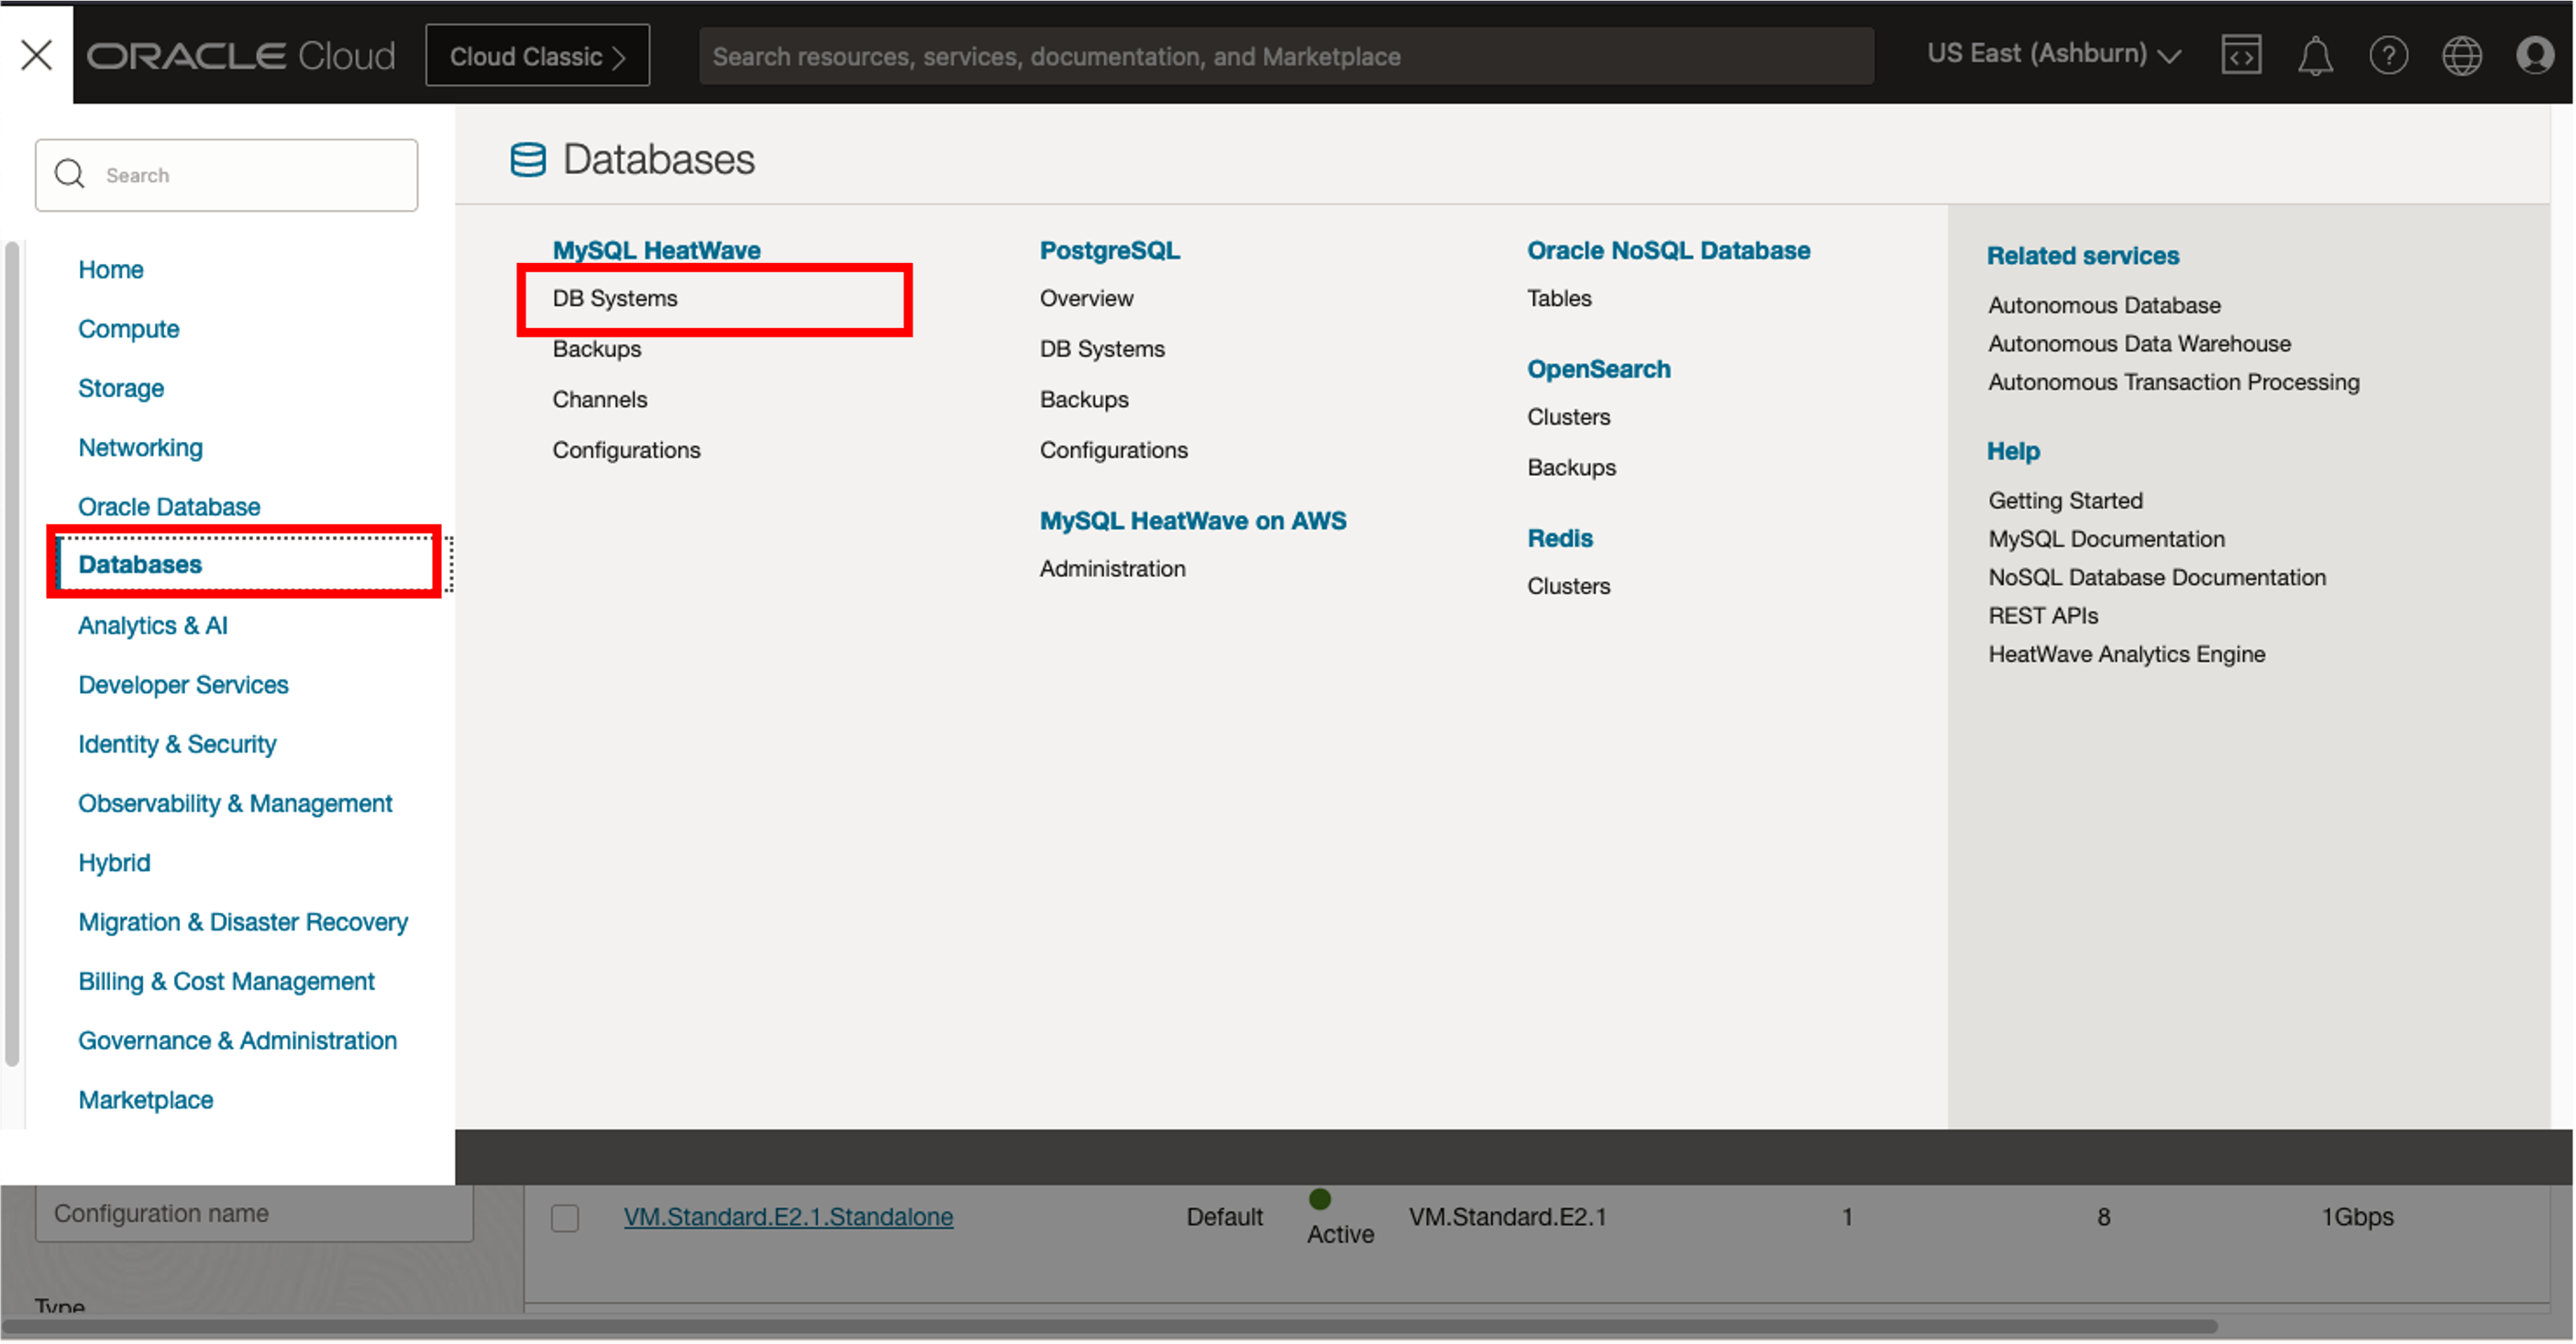 ORACLE Cloud
Cloud Classic
Search resources, services, documentation, and Marketplace
US East (Ashburn)
Search
Home
Compute
Storage
Networking
Oracle Database
Databases
Analytics & AI
Developer Services
Identity & Security
Observability & Management
Hybrid
Migration & Disaster Recovery
Billing & Cost Management
Governance & Administration
Marketplace
Databases
MySQL HeatWave
DB Systems
Backups
Channels
Configurations
PostgreSQL
Overview
DB Systems
Backups
Configurations
MySQL HeatWave on AWS
Administration
Oracle NoSQL Database
Tables
OpenSearch
Clusters
Backups
Redis
Clusters
Related services
Autonomous Database
Autonomous Data Warehouse
Autonomous Transaction Processing
Help
Getting Started
MySQL Documentation
NoSQL Database Documentation
REST APIs
HeatWave Analytics Engine
Configuration name
Type
VM.Standard.E2.1.Standalone Default Active VM.Standard.E2.1 1 8 1Gbps